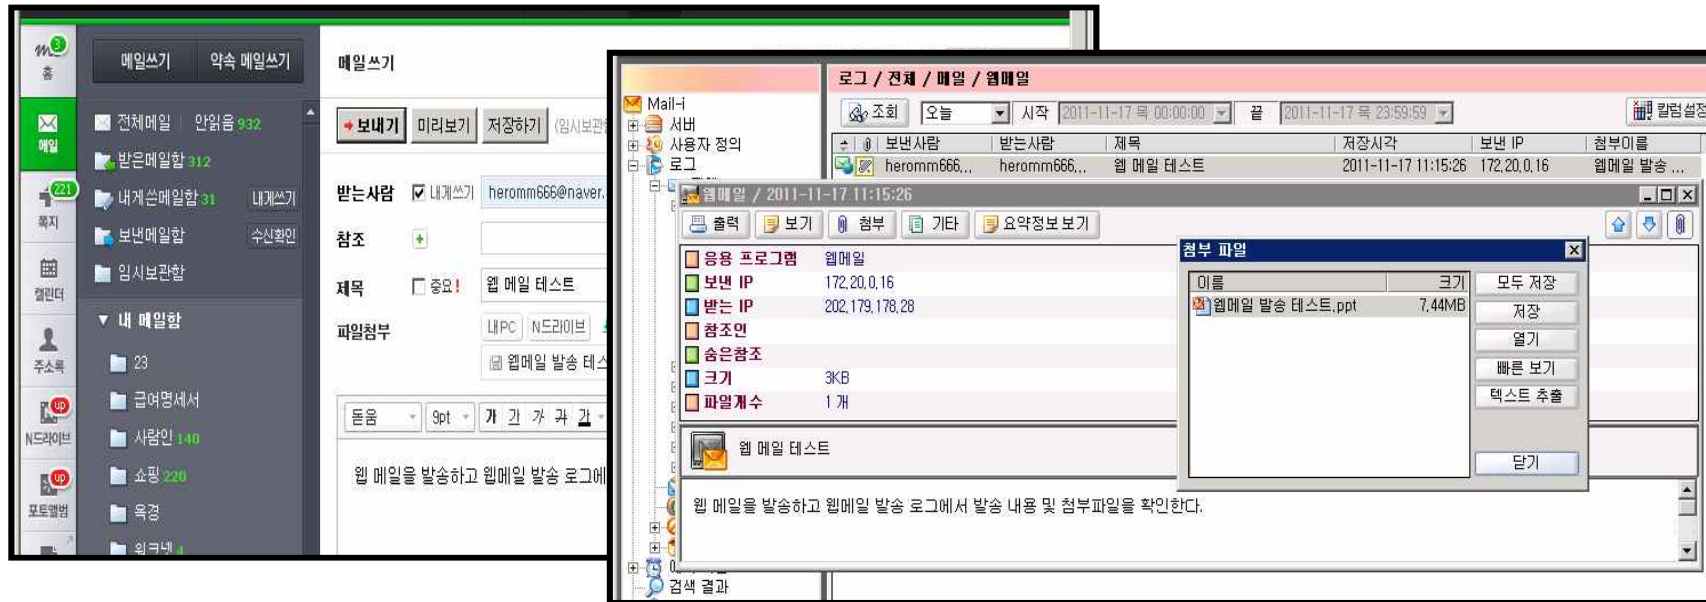 3
홈
메일쓰기 약속 메일쓰기
메일쓰기
메일
전체메일 안읽음 932
받은메일함 312
221
쪽지
내게쓴메일함 31 내게쓰기
보낸메일함 수신확인
임시보관함
캘린더
내 메일함
주소록
23
급여명세서
up
N드라이브
사람인 140
쇼핑 220
up
포토앨범
옥경
워크넷 4
보내기 미리보기 저장하기
받는사람 내게쓰기 heromm666@naver.
참조
제목 중요! 웹 메일 테스트
파일첨부 내PC N드라이브
웹메일 발송 테스
돋움 9pt 가 가 가 가 가
웹 메일을 발송하고 웹메일 발송 로그에
로그 / 전체 / 메일 / 웹메일
Mail-i
서버
사용자 정의
로그
검색 결과
조회 오늘 시작 2011-11-17 목 00:00:00 끝 2011-11-17 목 23:59:59 칼럼설정
보낸사람 받는사람 제목 저장시각 보낸 IP 첨부이름
heromm666,,, heromm666,,, 웹 메일 테스트 2011-11-17 11:15:26 172,20,0,16 웹메일 발송 ,,,
웹메일 / 2011-11-17 11:15:26
출력 보기 첨부 기타 요약정보보기
응용 프로그램 웹메일
보낸 IP 172,20,0,16
받는 IP 202,179,178,28
참조인
숨은참조
크기 3KB
파일개수 1 개
첨부 파일
이름 크기
웹메일 발송 테스트,ppt 7,44MB
모두 저장
저장
열기
빠른 보기
텍스트 추출
닫기
웹 메일 테스트
웹 메일을 발송하고 웹메일 발송 로그에서 발송 내용 및 첨부파일을 확인한다.